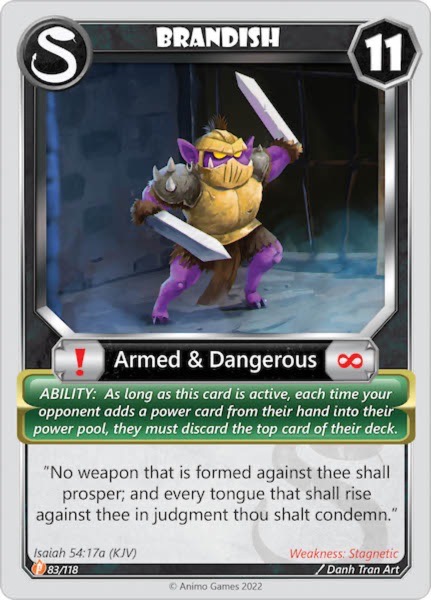 S
BRANDISH
11
! Armed & Dangerous ∞
ABILITY: As long as this card is active, each time your
opponent adds a power card from their hand into their
power pool, they must discard the top card of their deck.
"No weapon that is formed against thee shall
prosper; and every tongue that shall rise
against thee in judgment thou shalt condemn."
Isaiah 54:17a (KJV)
Weakness: Stagnetic
83/118
Danh Tran Art
© Animo Games 2022